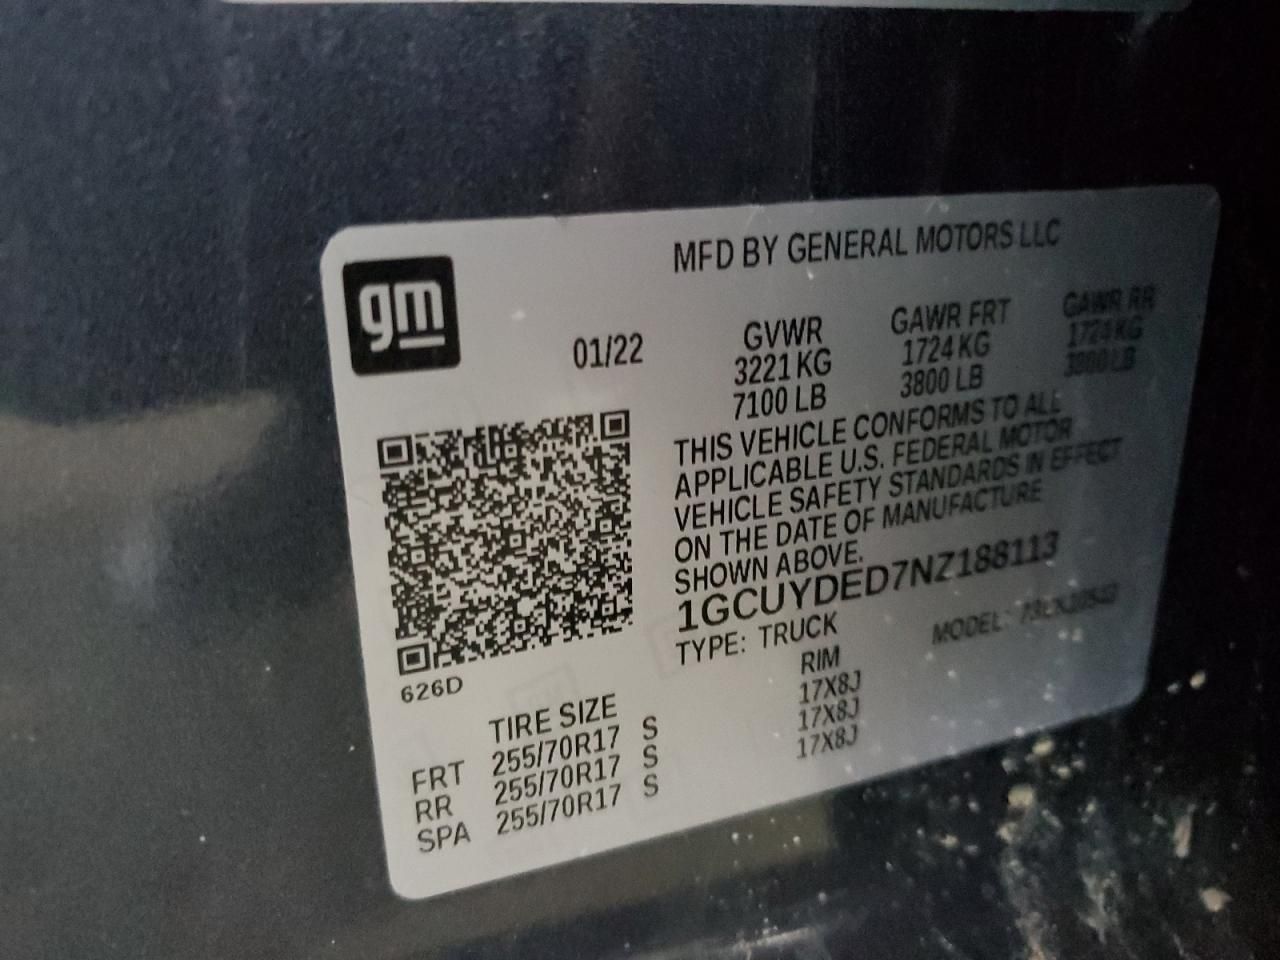 gm
MFD BY GENERAL MOTORS LLC
01/22 GVWR GAWR FRT GAWR RR
3221 KG 1724 KG 1724 KG
7100 LB 3800 LB 3800 LB
THIS VEHICLE CONFORMS TO ALL
APPLICABLE U.S. FEDERAL MOTOR
VEHICLE SAFETY STANDARDS IN EFFECT
ON THE DATE OF MANUFACTURE
SHOWN ABOVE.
1GCUYDED7NZ188113
TYPE: TRUCK MODEL:
626D
TIRE SIZE RIM
FRT 255/70R17 S 17X8J
RR 255/70R17 S 17X8J
SPA 255/70R17 S 17X8J